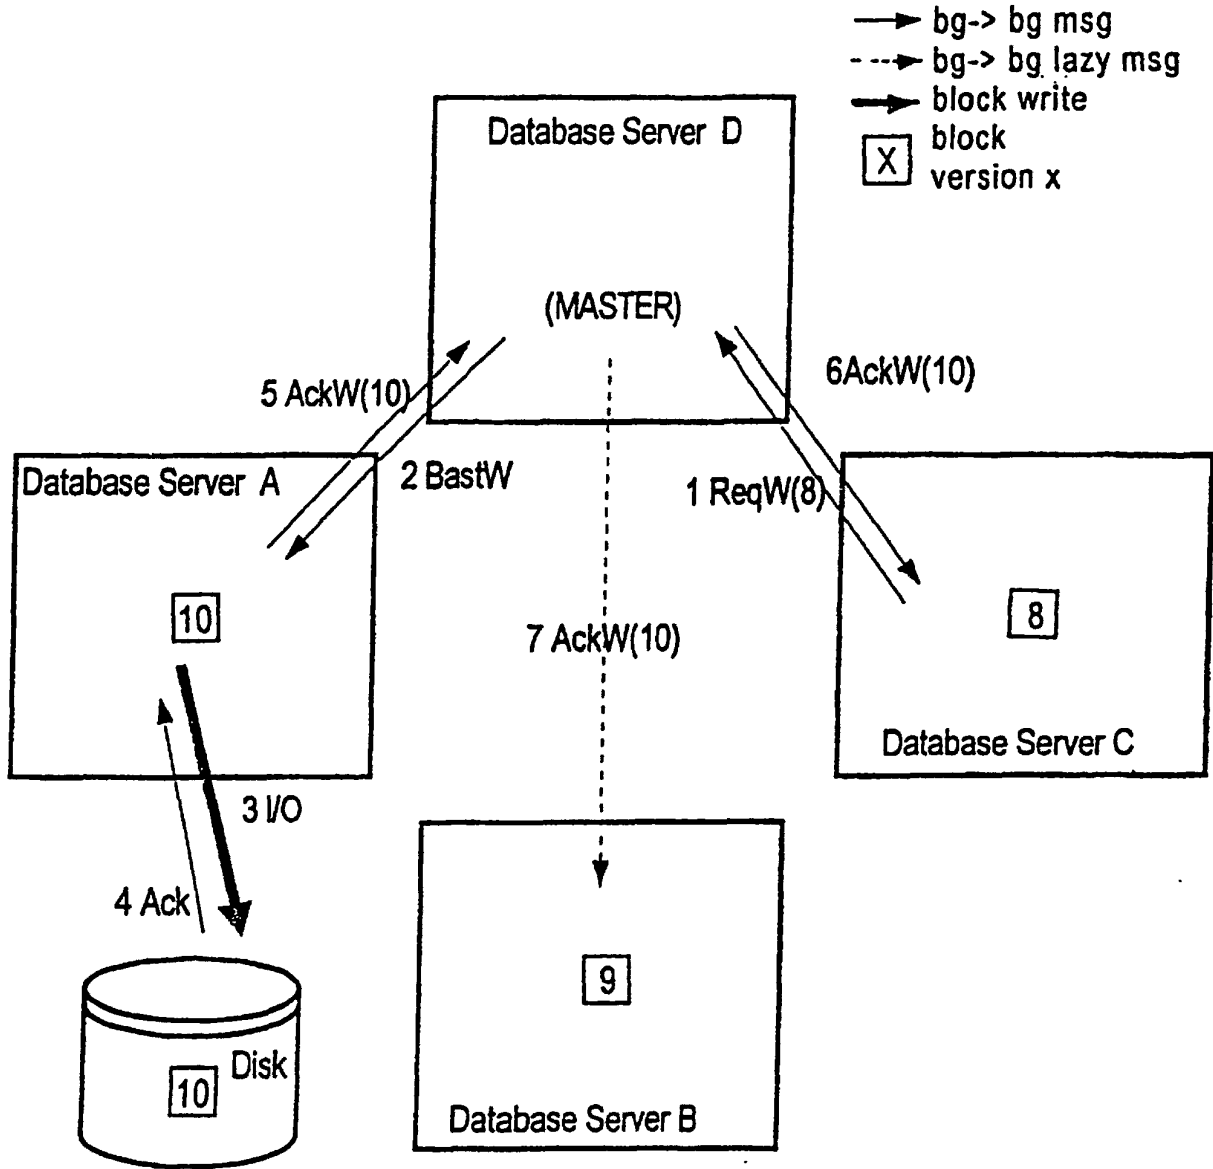 bg-> bg msg
bg-> bg lazy msg
block write
X
block
version x
Database Server D
(MASTER)
5 AckW(10)
6AckW(10)
2 BastW
1 ReqW(8)
Database Server A
10
8
7 AckW(10)
Database Server C
3 I/O
4 Ack
9
Disk
10
Database Server B